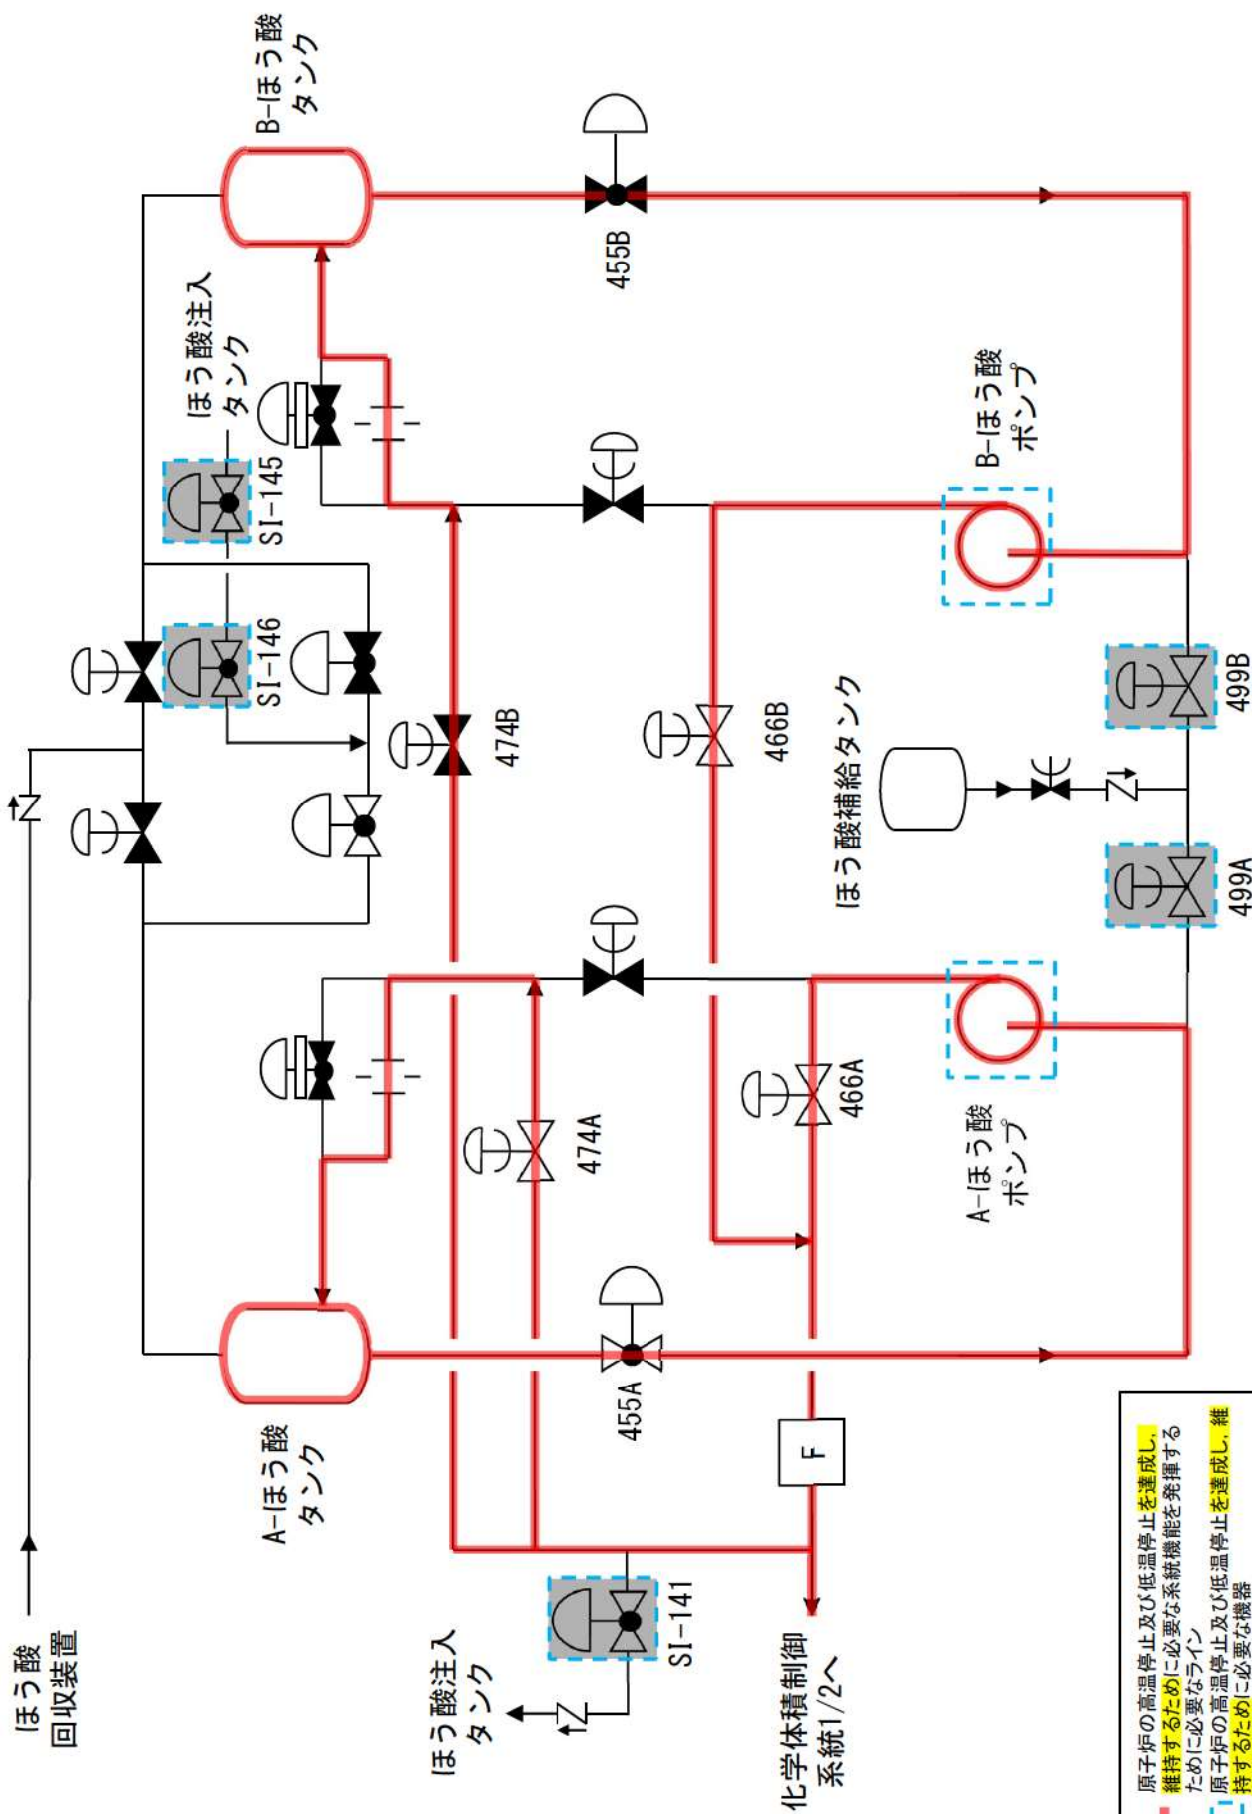 ほう酸
回収装置
A-ほう酸
タンク
B-ほう酸
タンク
ほう酸注入
タンク
SI-145
SI-146
474B
474A
455B
455A
466B
466A
ほう酸補給タンク
B-ほう酸
ポンプ
A-ほう酸
ポンプ
499B
499A
F
SI-141
ほう酸注入
タンク
化学体積制御
系統1/2へ
原子炉の高温停止及び低温停止を達成し,
維持するために必要な系統機能を発揮する
ために必要なライン
原子炉の高温停止及び低温停止を達成し, 維
持するために必要な機器